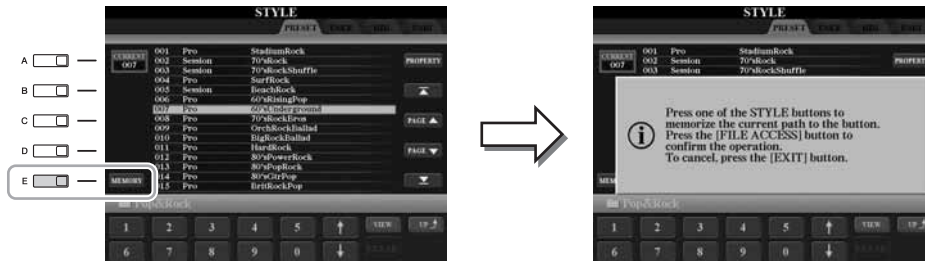 STYLE
PRESET
CURRENT
007
001 Pro StadiumRock
002 Session 70'sRock
003 Session 70'sRockShuffle
004 Pro SurfRock
005 Session BeachRock
006 Pro 60'sRisingPop
007 Pro 60'sUnderground
008 Pro 70'sRockBros
009 Pro OrchRockBallad
010 Pro BigRockBallad
011 Pro HardRock
012 Pro 80'sPowerRock
013 Pro 80'sPopRock
014 Pro 80'sGtrPop
015 Pro BritRockPop
PROPERTY
PAGE
PAGE
A
B
C
D
E
MEMORY
Pop&Rock
1 2 3 4 5 VIEW UP
6 7 8 9 0
STYLE
PRESET
CURRENT
007
001 Pro StadiumRock
002 Session 70'sRock
003 Session 70'sRockShuffle
PROPERTY
Press one of the STYLE buttons to
memorize the current path to the button.
Press the [FILE ACCESS] button to
confirm the operation.
To cancel, press the [EXIT] button.
Pop&Rock
1 2 3 4 5 VIEW UP
6 7 8 9 0